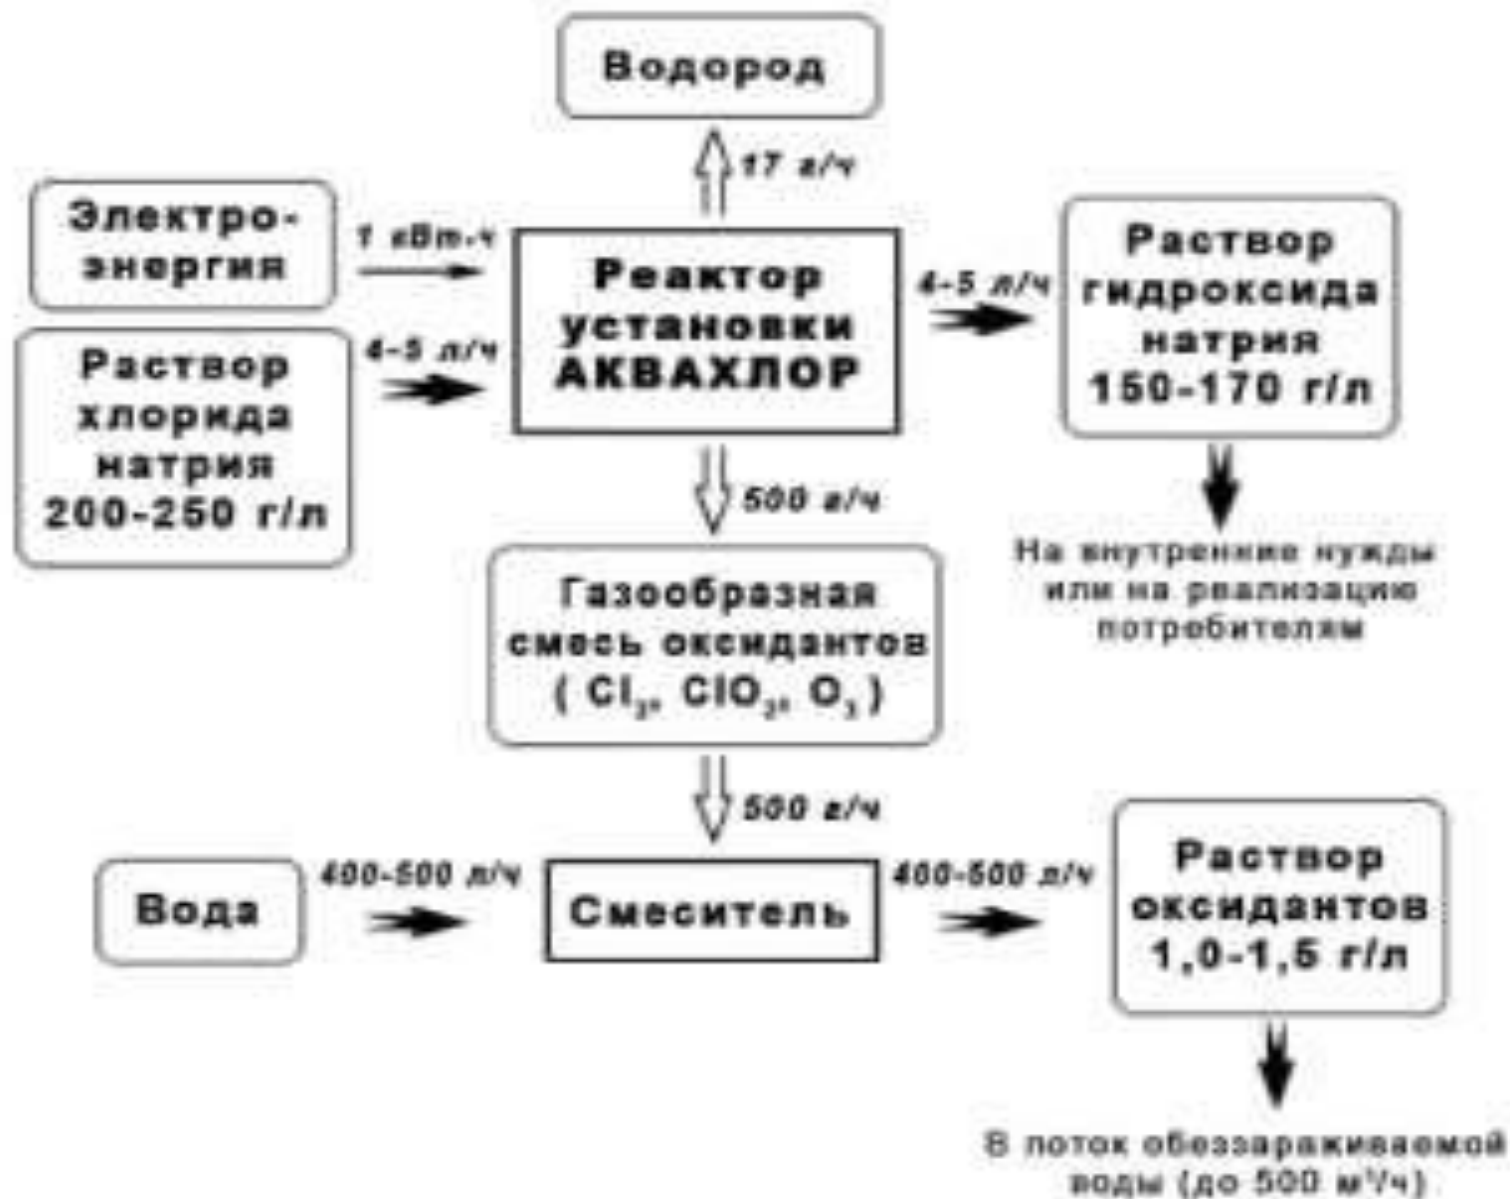 Водород
17 г/ч
Электро-
энергия
1 кВт-ч
Реактор
установки
АКВАХЛОР
4-5 л/ч
Раствор
гидроксида
натрия
150-170 г/л
Раствор
хлорида
натрия
200-250 г/л
4-5 л/ч
500 г/ч
На внутренние нужды
или на реализацию
потребителям
Газообразная
смесь оксидантов
( Cl₂, ClO₂, O₃ )
500 г/ч
Вода
400-500 л/ч
Смеситель
400-500 л/ч
Раствор
оксидантов
1,0-1,5 г/л
В поток обеззараживаемой
воды (до 500 м³/ч)